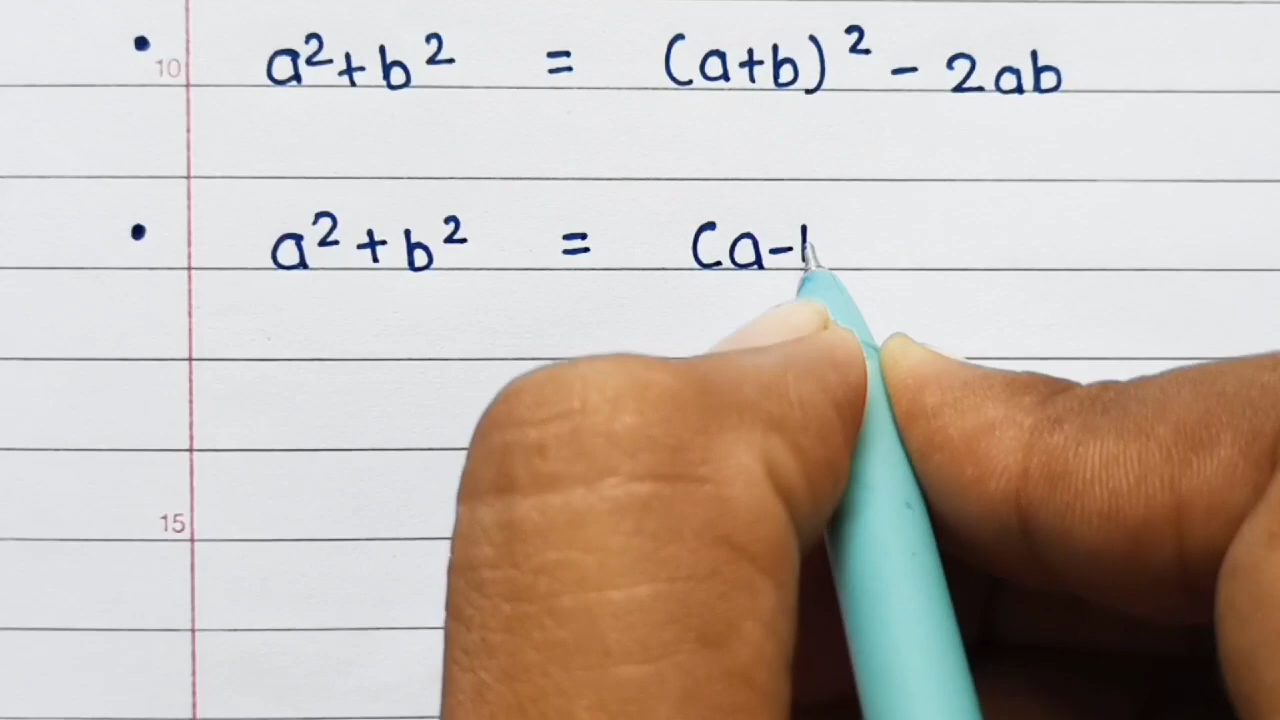 10 • a²+b² = (a+b)² - 2ab
• a²+b² = (a-
15